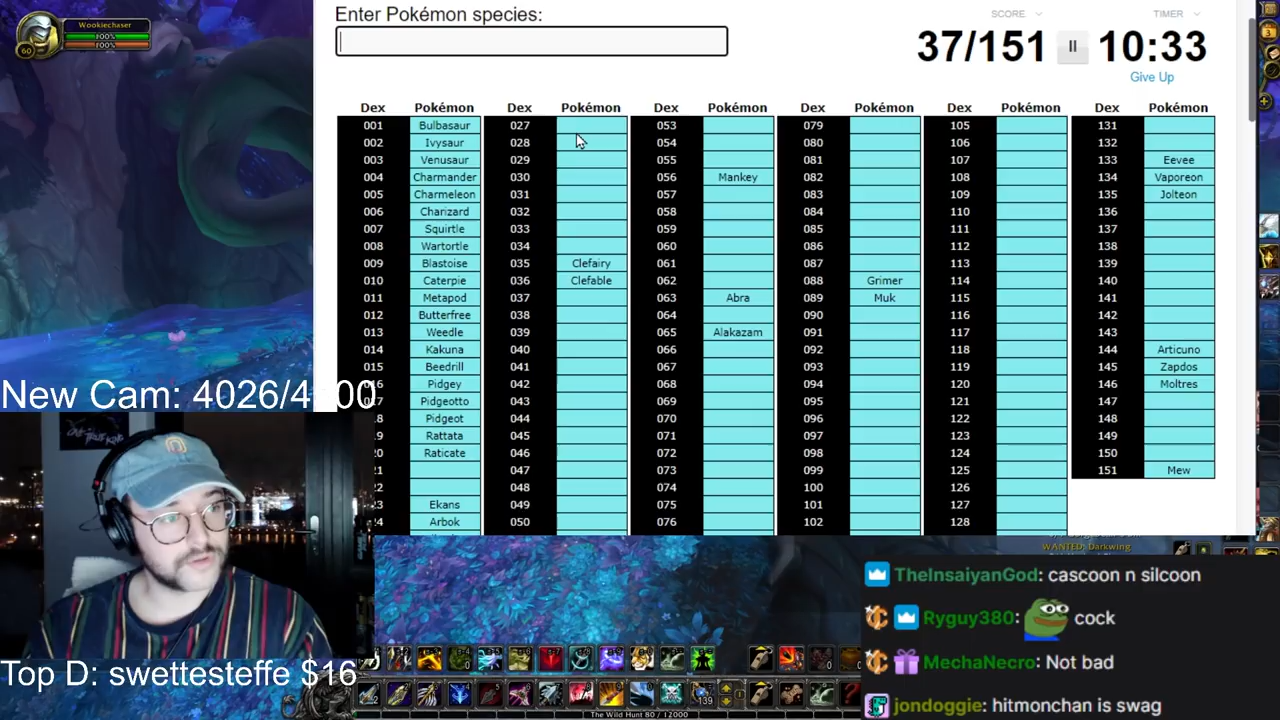 Wookiechaser
100%
60
100%
Enter Pokémon species:
SCORE
TIMER
37/151
10:33
Give Up
Dex Pokémon Dex Pokémon Dex Pokémon Dex Pokémon Dex Pokémon Dex Pokémon
001 Bulbasaur 027 053 079 105 131
002 Ivysaur 028 054 080 106 132
003 Venusaur 029 055 081 107 133 Eevee
004 Charmander 030 056 Mankey 082 108 134 Vaporeon
005 Charmeleon 031 057 083 109 135 Jolteon
006 Charizard 032 058 084 110 136
007 Squirtle 033 059 085 111 137
008 Wartortle 034 060 086 112 138
009 Blastoise 035 Clefairy 061 087 113 139
010 Caterpie 036 Clefable 062 088 Grimer 114 140
011 Metapod 037 063 Abra 089 Muk 115 141
012 Butterfree 038 064 090 116 142
013 Weedle 039 065 Alakazam 091 117 143
014 Kakuna 040 066 092 118 144 Articuno
015 Beedrill 041 067 093 119 145 Zapdos
016 Pidgey 042 068 094 120 146 Moltres
Pidgeotto 043 069 095 121 147
Pidgeot 044 070 096 122 148
Rattata 045 071 097 123 149
Raticate 046 072 098 124 150
047 073 099 125 151 Mew
048 074 100 126
Ekans 049 075 101 127
Arbok 050 076 102 128
New Cam: 4026/4
00
WANTED: Darkwing
TheInsaiyanGod: cascoon n silcoon
Ryguy380: cock
MechaNecro: Not bad
jondoggie: hitmonchan is swag
Top D: swettesteffe $16
139
The Wild Hunt 80 / 12000